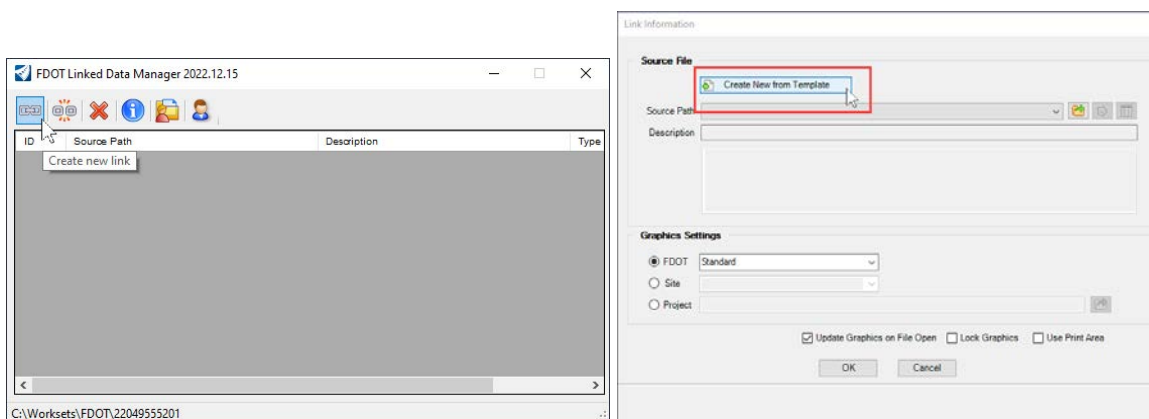 FDOT Linked Data Manager 2022.12.15
ID Source Path Description Type
Create new link
C:\Worksets\FDOT\22049555201
Link Information
Source File
Create New from Template
Source Path
Description
Graphics Settings
FDOT Standard
Site
Project
Update Graphics on File Open Lock Graphics Use Print Area
OK Cancel